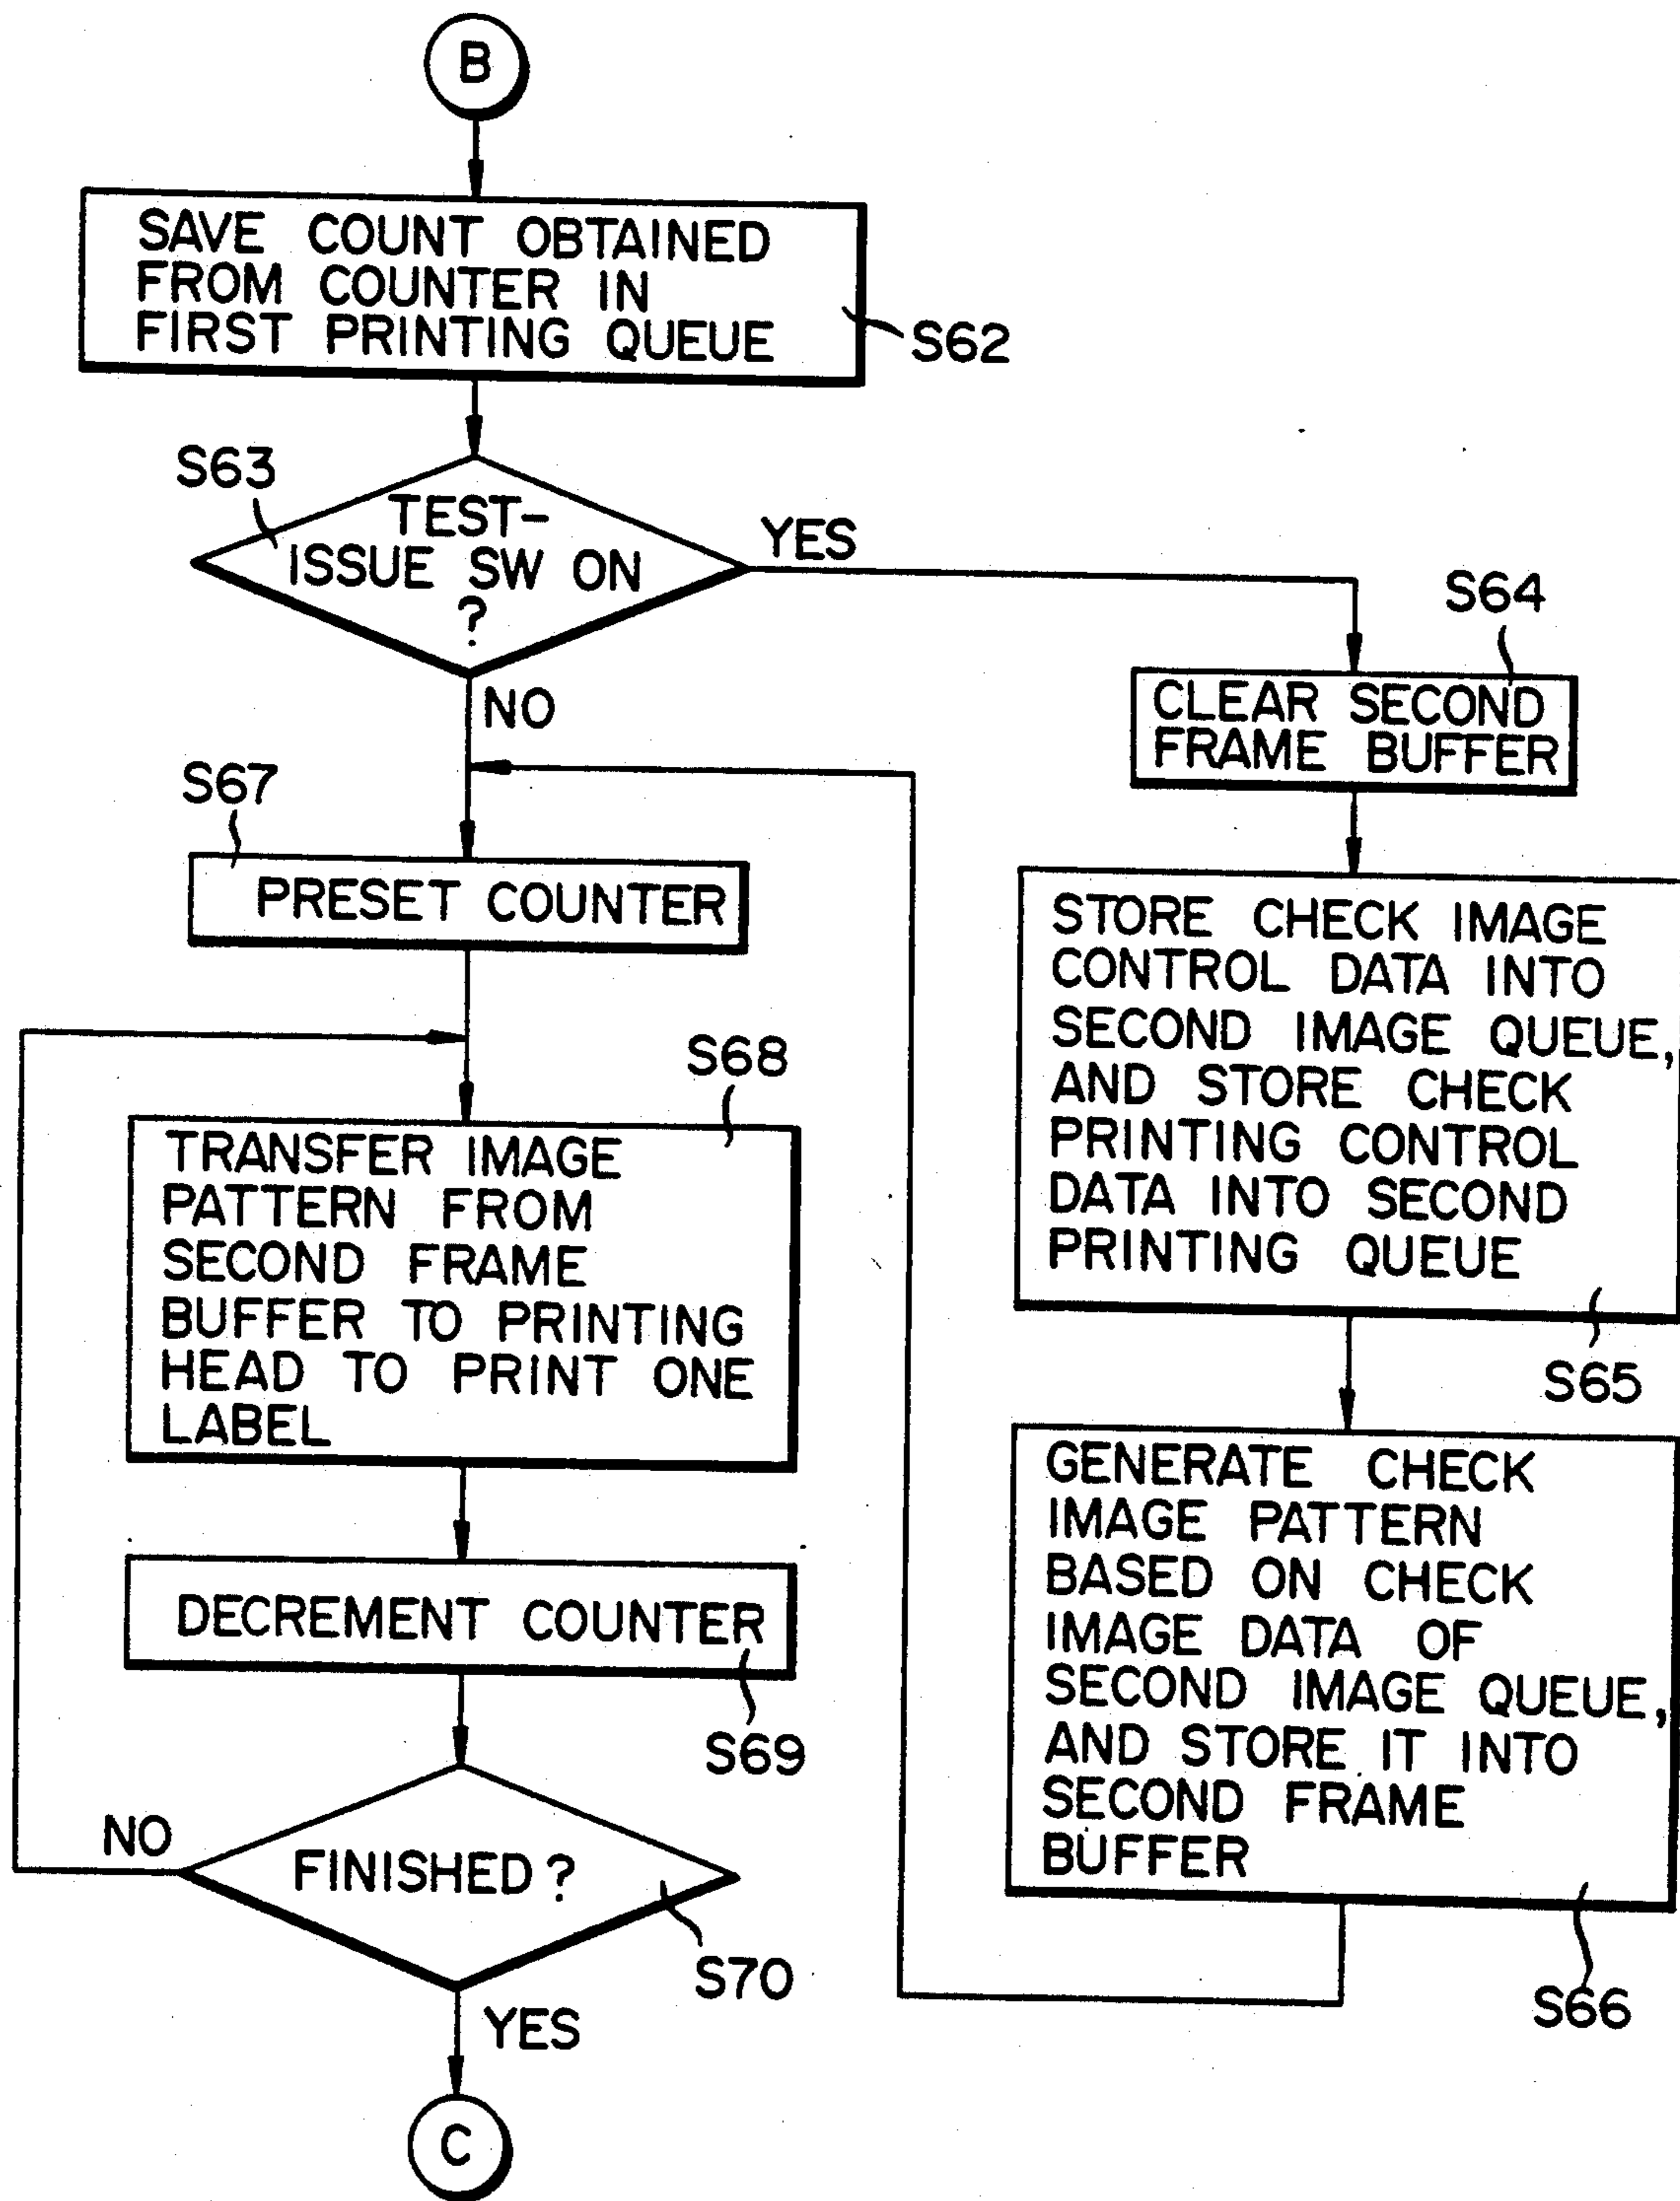 B
SAVE COUNT OBTAINED
FROM COUNTER IN
FIRST PRINTING QUEUE
S62
S63
TEST-
ISSUE SW ON
?
YES
NO
S64
CLEAR SECOND
FRAME BUFFER
S67
PRESET COUNTER
STORE CHECK IMAGE
CONTROL DATA INTO
SECOND IMAGE QUEUE,
AND STORE CHECK
PRINTING CONTROL
DATA INTO SECOND
PRINTING QUEUE
S65
S68
TRANSFER IMAGE
PATTERN FROM
SECOND FRAME
BUFFER TO PRINTING
HEAD TO PRINT ONE
LABEL
GENERATE CHECK
IMAGE PATTERN
BASED ON CHECK
IMAGE DATA OF
SECOND IMAGE QUEUE,
AND STORE IT INTO
SECOND FRAME
BUFFER
S66
DECREMENT COUNTER
S69
FINISHED?
NO
S70
YES
C